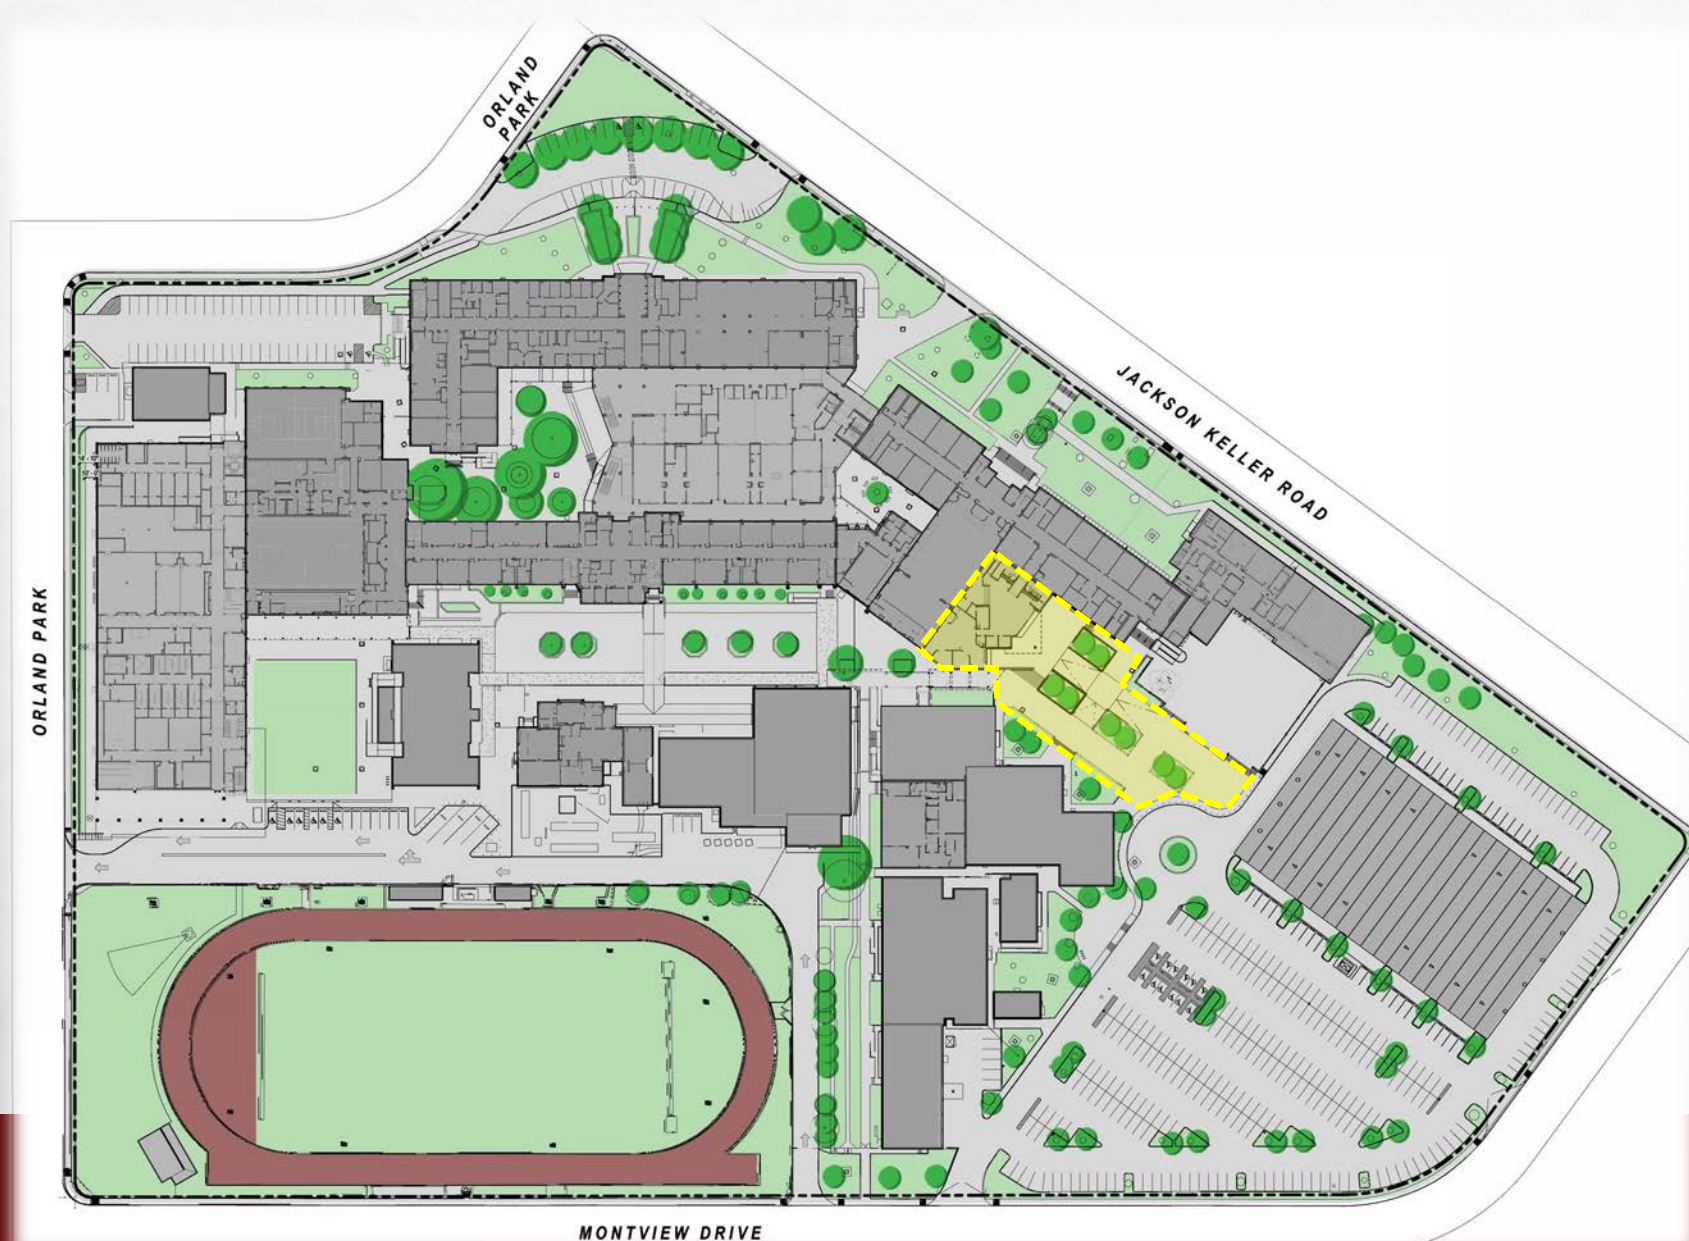 ORLAND
PARK
JACKSON KELLER ROAD
ORLAND PARK
MONTVIEW DRIVE